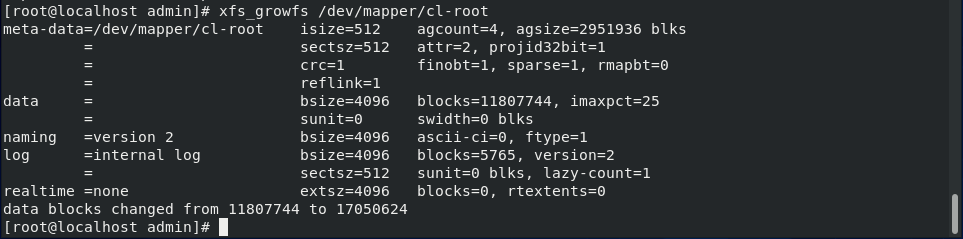 [root@localhost admin]# xfs_growfs /dev/mapper/cl-root
meta-data=/dev/mapper/cl-root    isize=512    agcount=4, agsize=2951936 blks
         =                       sectsz=512   attr=2, projid32bit=1
         =                       crc=1        finobt=1, sparse=1, rmapbt=0
         =                       reflink=1
data     =                       bsize=4096   blocks=11807744, imaxpct=25
         =                       sunit=0      swidth=0 blks
naming   =version 2              bsize=4096   ascii-ci=0, ftype=1
log      =internal log           bsize=4096   blocks=5765, version=2
         =                       sectsz=512   sunit=0 blks, lazy-count=1
realtime =none                   extsz=4096   blocks=0, rtextents=0
data blocks changed from 11807744 to 17050624
[root@localhost admin]#